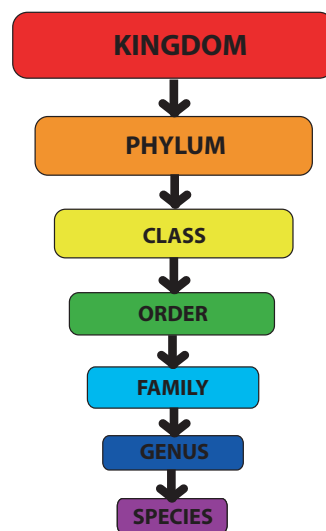 KINGDOM
PHYLUM
CLASS
ORDER
FAMILY
GENUS
SPECIES